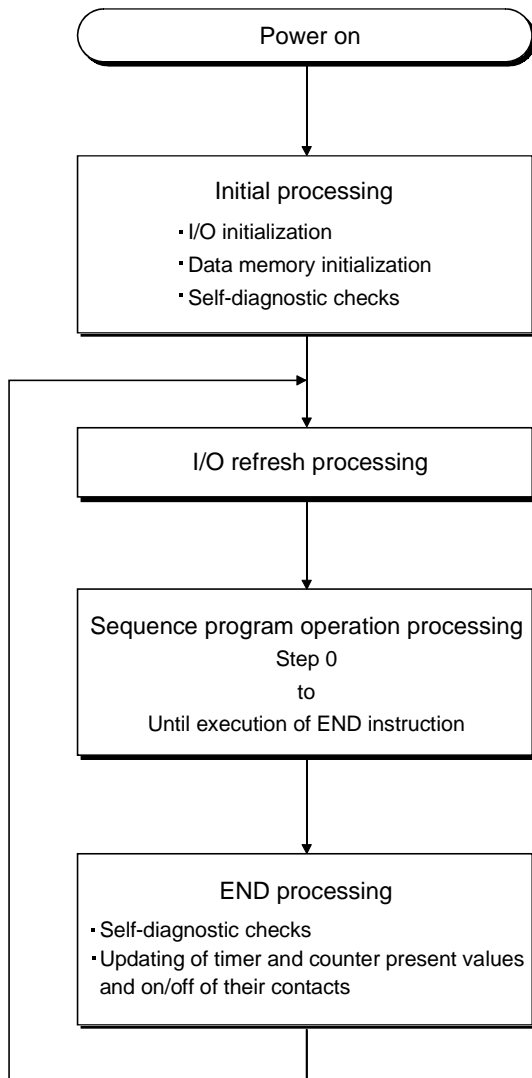 Power on
Initial processing
· I/O initialization
· Data memory initialization
· Self-diagnostic checks
I/O refresh processing
Sequence program operation processing
Step 0
to
Until execution of END instruction
END processing
· Self-diagnostic checks
· Updating of timer and counter present values
and on/off of their contacts